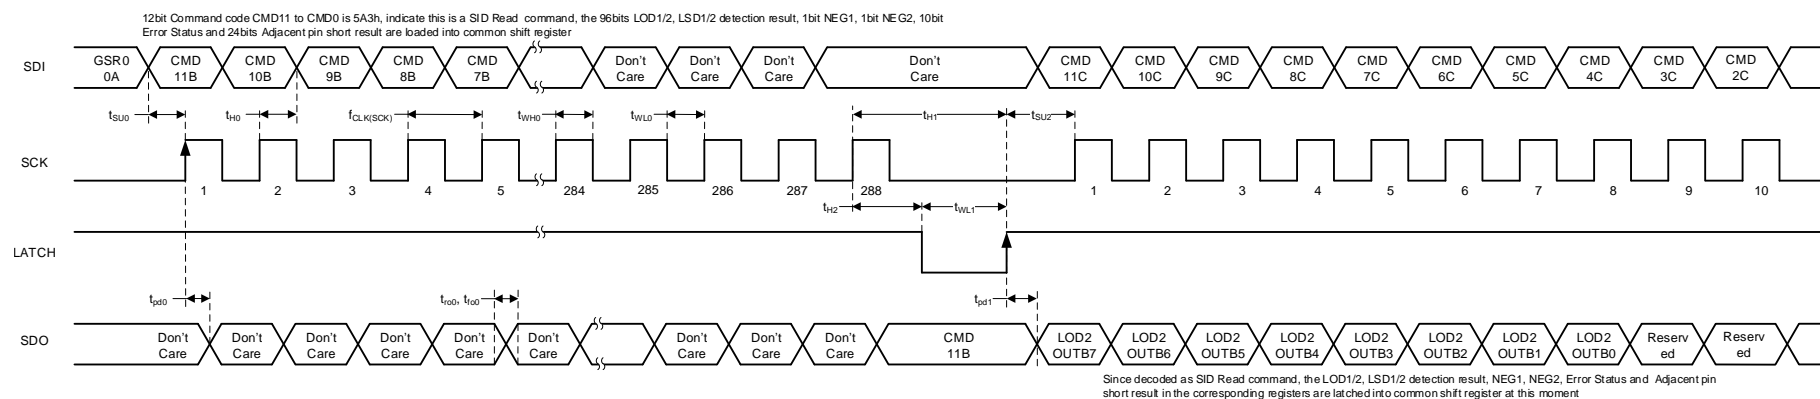 12bit Command code CMD11 to CMD0 is 5A3h, indicate this is a SID Read command, the 96bits LOD1/2, LSD1/2 detection result, 1bit NEG1, 1bit NEG2, 10bit
Error Status and 24bits Adjacent pin short result are loaded into common shift register
SDI
GSR0 0A
CMD 11B
CMD 10B
CMD 9B
CMD 8B
CMD 7B
Don't Care
Don't Care
Don't Care
Don't Care
CMD 11C
CMD 10C
CMD 9C
CMD 8C
CMD 7C
CMD 6C
CMD 5C
CMD 4C
CMD 3C
CMD 2C
tSU0
tH0
fCLK(SCK)
tWH0
tWL0
tH1
tSU2
SCK
1 2 3 4 5 284 285 286 287 288 1 2 3 4 5 6 7 8 9 10
tH2
tWL1
LATCH
tpd0
tro0, tfo0
tpd1
SDO
Don't Care
Don't Care
Don't Care
Don't Care
Don't Care
Don't Care
Don't Care
Don't Care
Don't Care
CMD 11B
LOD2 OUTB7
LOD2 OUTB6
LOD2 OUTB5
LOD2 OUTB4
LOD2 OUTB3
LOD2 OUTB2
LOD2 OUTB1
LOD2 OUTB0
Reserv ed
Reserv ed
Since decoded as SID Read command, the LOD1/2, LSD1/2 detection result, NEG1, NEG2, Error Status and Adjacent pin
short result in the corresponding registers are latched into common shift register at this moment